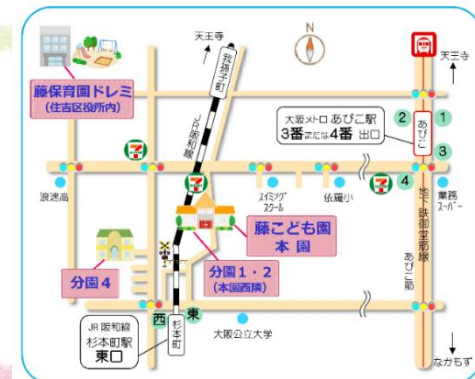 N
天王寺
天王寺
我孫子町
JR阪和線
藤保育園ドレミ
(住吉区役所内)
大阪メトロ あびこ駅
3番または4番 出口
2
1
あびこ
3
4
浪速高
スイミング
スクール
依羅小
業務
スーパー
藤こども園
本 園
分園1・2
(本園西隣)
分園4
地下鉄御堂筋線
あびこ筋
西
東
杉本町
JR 阪和線
杉本町駅
東口
大阪公立大学
なかもず